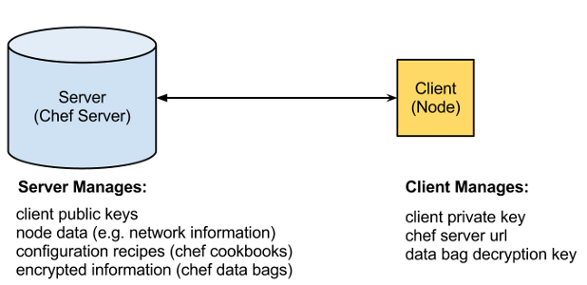 Server
(Chef Server)
Client
(Node)
Server Manages:
client public keys
node data (e.g. network information)
configuration recipes (chef cookbooks)
encrypted information (chef data bags)
Client Manages:
client private key
chef server url
data bag decryption key